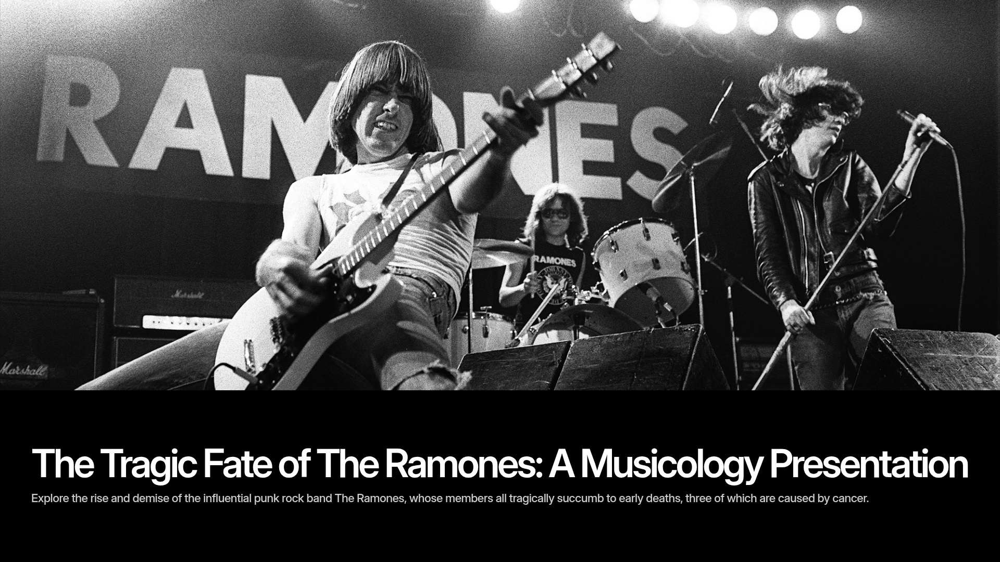 RAMONES
RAMONES
JOHNNY
Marshall
Marshall
The Tragic Fate of The Ramones: A Musicology Presentation
Explore the rise and demise of the influential punk rock band The Ramones, whose members all tragically succumb to early deaths, three of which are caused by cancer.